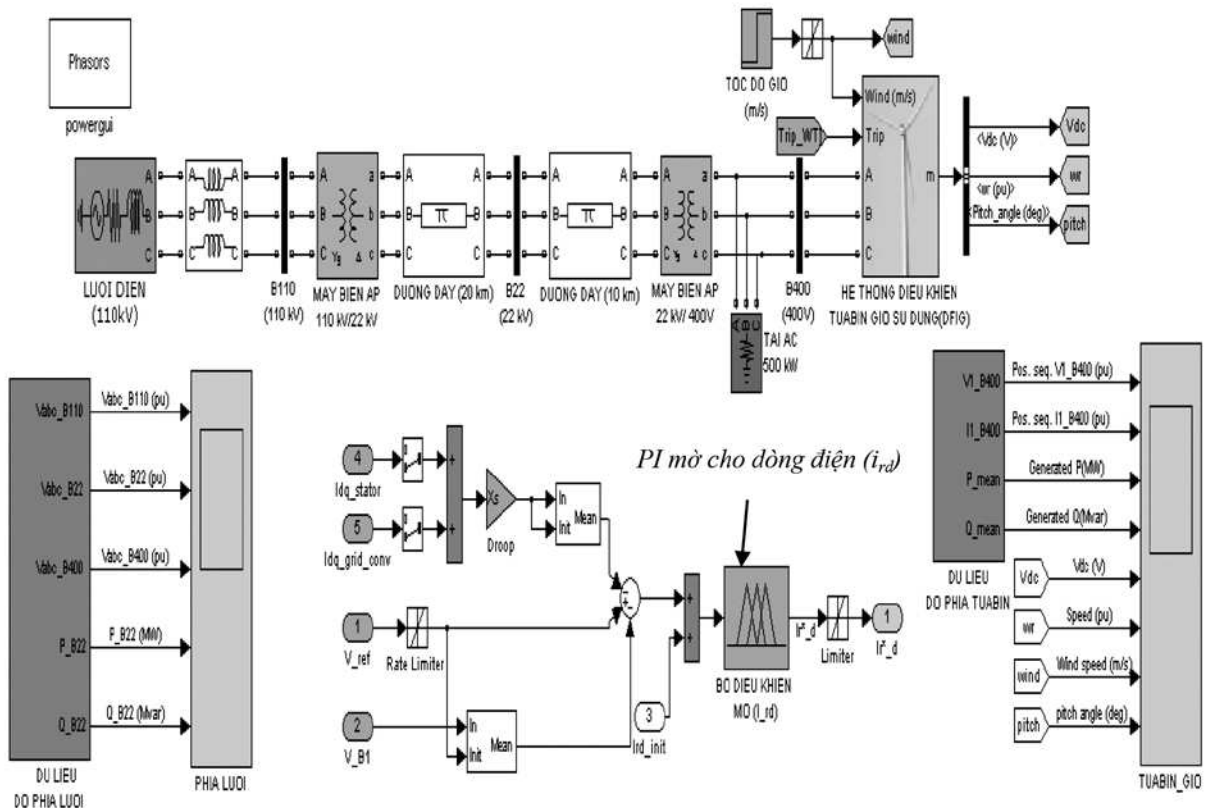 Phasors
powergui
TOC DO GIO
(m/s)
wind
Wind (m/s)
Trip_WT
Trip
A
B
C
m
<Vdc (V)>
<wr (pu)>
<Pitch_angle (deg)>
Vdc
wr
pitch
A
B
C
A A
B B
C C
A a
B b
C c
Yg Δ
A A
B B
C C
π
A A
B B
C C
π
A a
B b
C c
Yg Δ
LUOI DIEN
(110kV)
B110
(110 kV)
MAY BIEN AP
110 kV/22 kV
DUONG DAY (20 km)
B22
(22 kV)
DUONG DAY (10 km)
MAY BIEN AP
22 kV/ 400V
B400
(400V)
HE THONG DIEU KHIEN
TUABIN GIO SU DUNG(DFIG)
A B C
TAI AC
500 kW
Vabc_B110
Vabc_B110 (pu)
Vabc_B22
Vabc_B22 (pu)
Vabc_B400
Vabc_B400 (pu)
P_B22
P_B22 (MW)
Q_B22
Q_B22 (Mvar)
DU LIEU
DO PHIA LUOI
PHIA LUOI
PI mờ cho dòng điện (ird)
4
Idq_stator
5
Idq_grid_conv
+
+
Xs
Droop
In
Init
Mean
1
V_ref
Rate Limiter
2
V_B1
In
Init
Mean
3
Ird_init
+
+
BO DIEU KHIEN
MO (I_rd)
Ir*_d
Limiter
1
Ir*_d
V1_B400
Pos. seq. V1_B400 (pu)
I1_B400
Pos. seq. I1_B400 (pu)
P_mean
Generated P(MW)
Q_mean
Generated Q(Mvar)
DU LIEU
DO PHIA TUABIN
Vdc
Vdc (V)
wr
Speed (pu)
wind
Wind speed (m/s)
pitch
pitch angle (deg)
TUABIN_GIO